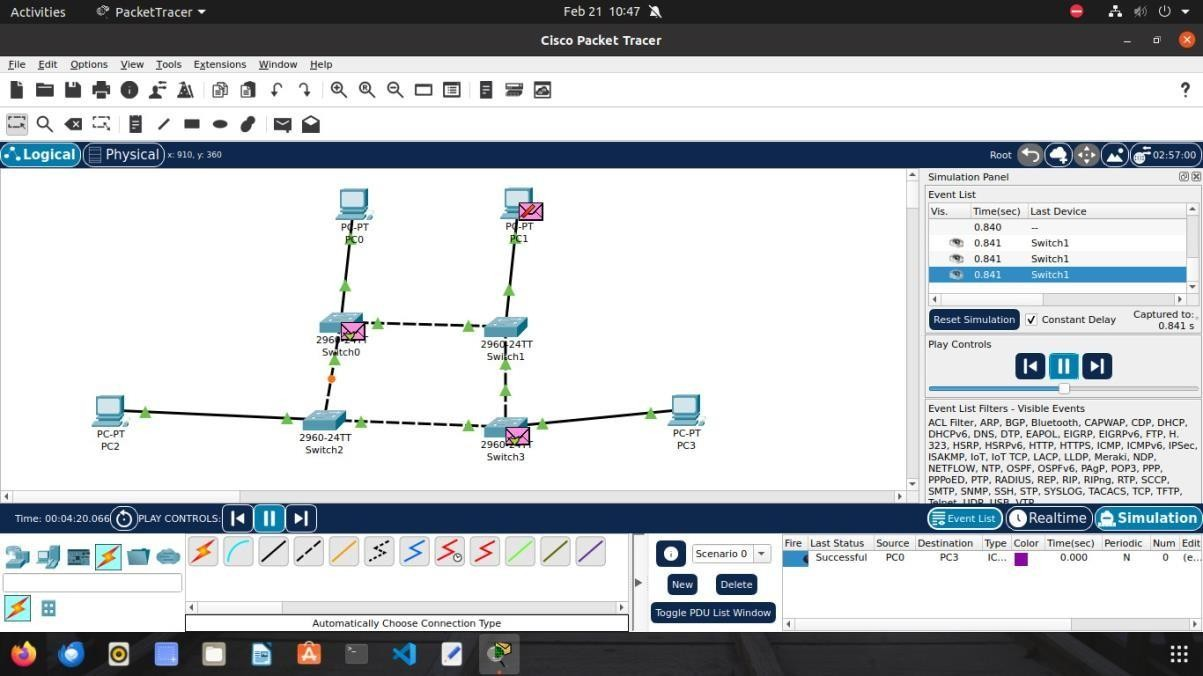 Activities PacketTracer Feb 21 10:47
Cisco Packet Tracer
File Edit Options View Tools Extensions Window Help
?
Logical Physical x: 910, y: 360 Root 02:57:00
Simulation Panel
Event List
Vis. Time(sec) Last Device
0.840 --
0.841 Switch1
0.841 Switch1
0.841 Switch1
Reset Simulation Constant Delay Captured to:
0.841 s
Play Controls
PC-PT
PC0
PC-PT
PC1
Switch0
2960-24TT
Switch1
PC-PT
PC2
2960-24TT
Switch2
Switch3
PC-PT
PC3
Event List Filters - Visible Events
ACL Filter, ARP, BGP, Bluetooth, CAPWAP, CDP, DHCP,
DHCPv6, DNS, DTP, EAPOL, EIGRP, EIGRPv6, FTP, H.
323, HSRP, HSRPv6, HTTP, HTTPS, ICMP, ICMPv6, IPSec,
ISAKMP, IoT, IoT TCP, LACP, LLDP, Meraki, NDP,
NETFLOW, NTP, OSPF, OSPFv6, PAgP, POP3, PPP,
PPPoED, PTP, RADIUS, REP, RIP, RIPng, RTP, SCCP,
SMTP, SNMP, SSH, STP, SYSLOG, TACACS, TCP, TFTP,
Telnet, UDP, USB, VTP
Time: 00:04:20.066 PLAY CONTROLS:
Event List Realtime Simulation
Scenario 0
New Delete
Toggle PDU List Window
Fire Last Status Source Destination Type Color Time(sec) Periodic Num Edit
Successful PC0 PC3 IC... 0.000 N 0 (e...
Automatically Choose Connection Type